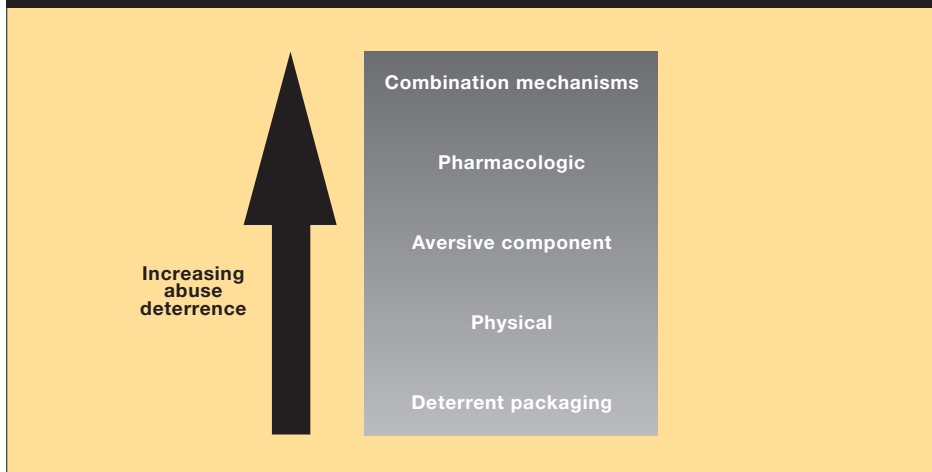 Combination mechanisms
Pharmacologic
Aversive component
Increasing
abuse
deterrence
Physical
Deterrent packaging